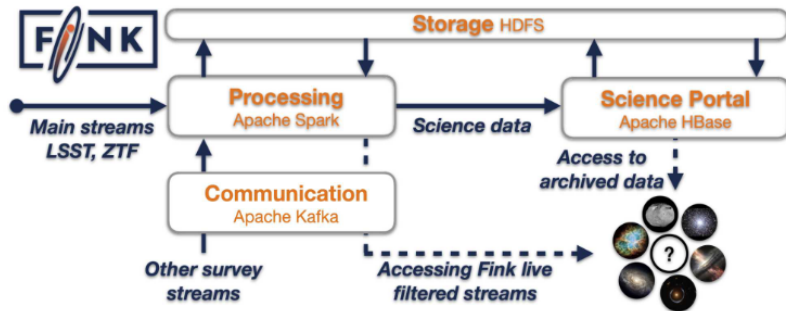 FINK
Storage HDFS
Processing
Apache Spark
Science Portal
Apache HBase
Main streams
LSST, ZTF
Science data
Communication
Apache Kafka
Access to
archived data
Other survey
streams
Accessing Fink live
filtered streams
?